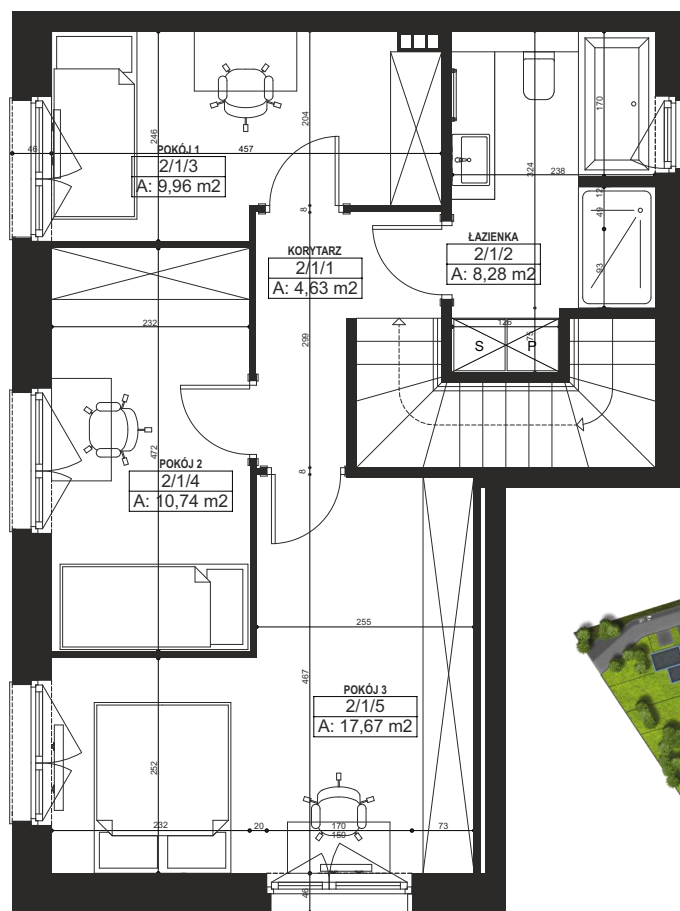 POKÓJ 1
2/1/3
A: 9,96 m2
246
46
457
204
8
324
238
170
12
49
93
KORYTARZ
2/1/1
A: 4,63 m2
ŁAZIENKA
2/1/2
A: 8,28 m2
232
299
126
75
S
P
472
POKÓJ 2
2/1/4
A: 10,74 m2
8
255
467
POKÓJ 3
2/1/5
A: 17,67 m2
252
232
20
170
150
73
46